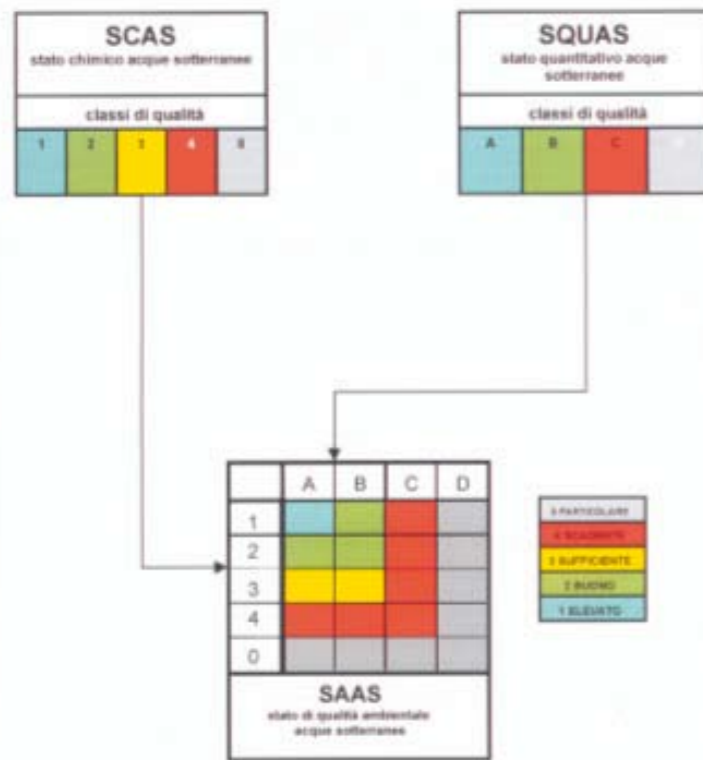 SCAS
stato chimico acque sotterranee
classi di qualità
1 2 3 4 0
SQUAS
stato quantitativo acque
sotterranee
classi di qualità
A B C
A B C D
1
2
3
4
0
SAAS
stato di qualità ambientale
acque sotterranee
0 PARTICOLARE
4 SCADENTE
3 SUFFICIENTE
2 BUONO
1 ELEVATO